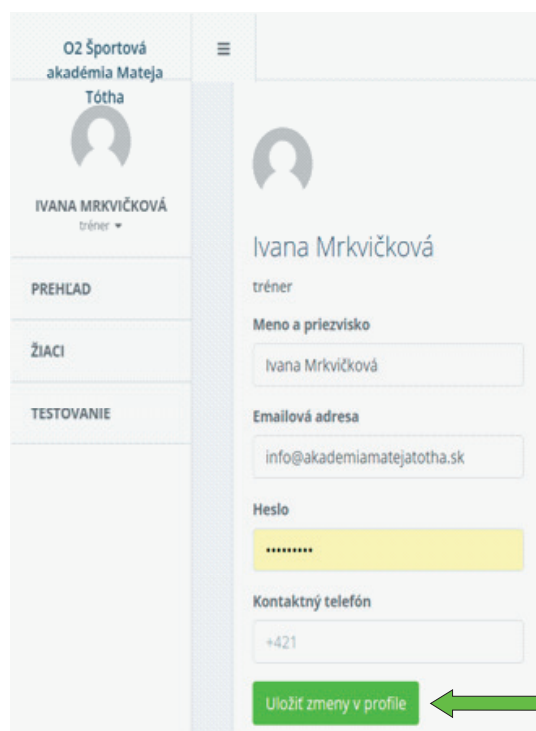 O2 Športová
akadémia Mateja
Tótha
IVANA MRKVIČKOVÁ
tréner
PREHĽAD
ŽIACI
TESTOVANIE
Ivana Mrkvičková
tréner
Meno a priezvisko
Ivana Mrkvičková
Emailová adresa
info@akademiamatejatotha.sk
Heslo
•••••••••
Kontaktný telefón
+421
Uložiť zmeny v profile